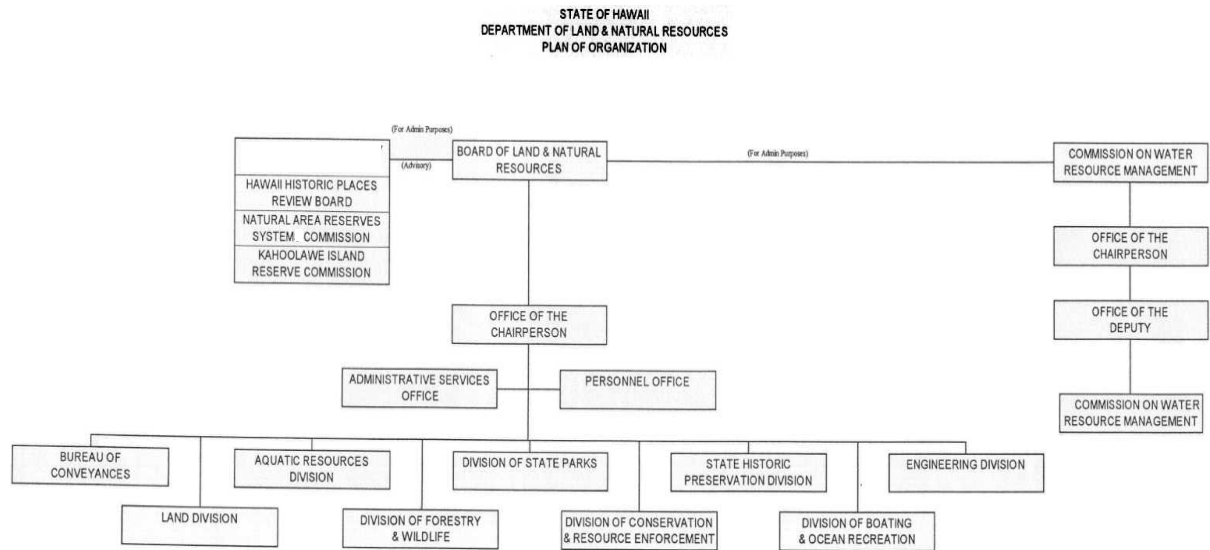 STATE OF HAWAII
DEPARTMENT OF LAND & NATURAL RESOURCES
PLAN OF ORGANIZATION
(For Admin Purposes)
(Advisory)
BOARD OF LAND & NATURAL
RESOURCES
(For Admin Purposes)
COMMISSION ON WATER
RESOURCE MANAGEMENT
HAWAII HISTORIC PLACES
REVIEW BOARD
NATURAL AREA RESERVES
SYSTEM COMMISSION
KAHOOLAWE ISLAND
RESERVE COMMISSION
OFFICE OF THE
CHAIRPERSON
OFFICE OF THE
CHAIRPERSON
OFFICE OF THE
DEPUTY
ADMINISTRATIVE SERVICES
OFFICE
PERSONNEL OFFICE
COMMISSION ON WATER
RESOURCE MANAGEMENT
BUREAU OF
CONVEYANCES
AQUATIC RESOURCES
DIVISION
DIVISION OF STATE PARKS
STATE HISTORIC
PRESERVATION DIVISION
ENGINEERING DIVISION
LAND DIVISION
DIVISION OF FORESTRY
& WILDLIFE
DIVISION OF CONSERVATION
& RESOURCE ENFORCEMENT
DIVISION OF BOATING
& OCEAN RECREATION